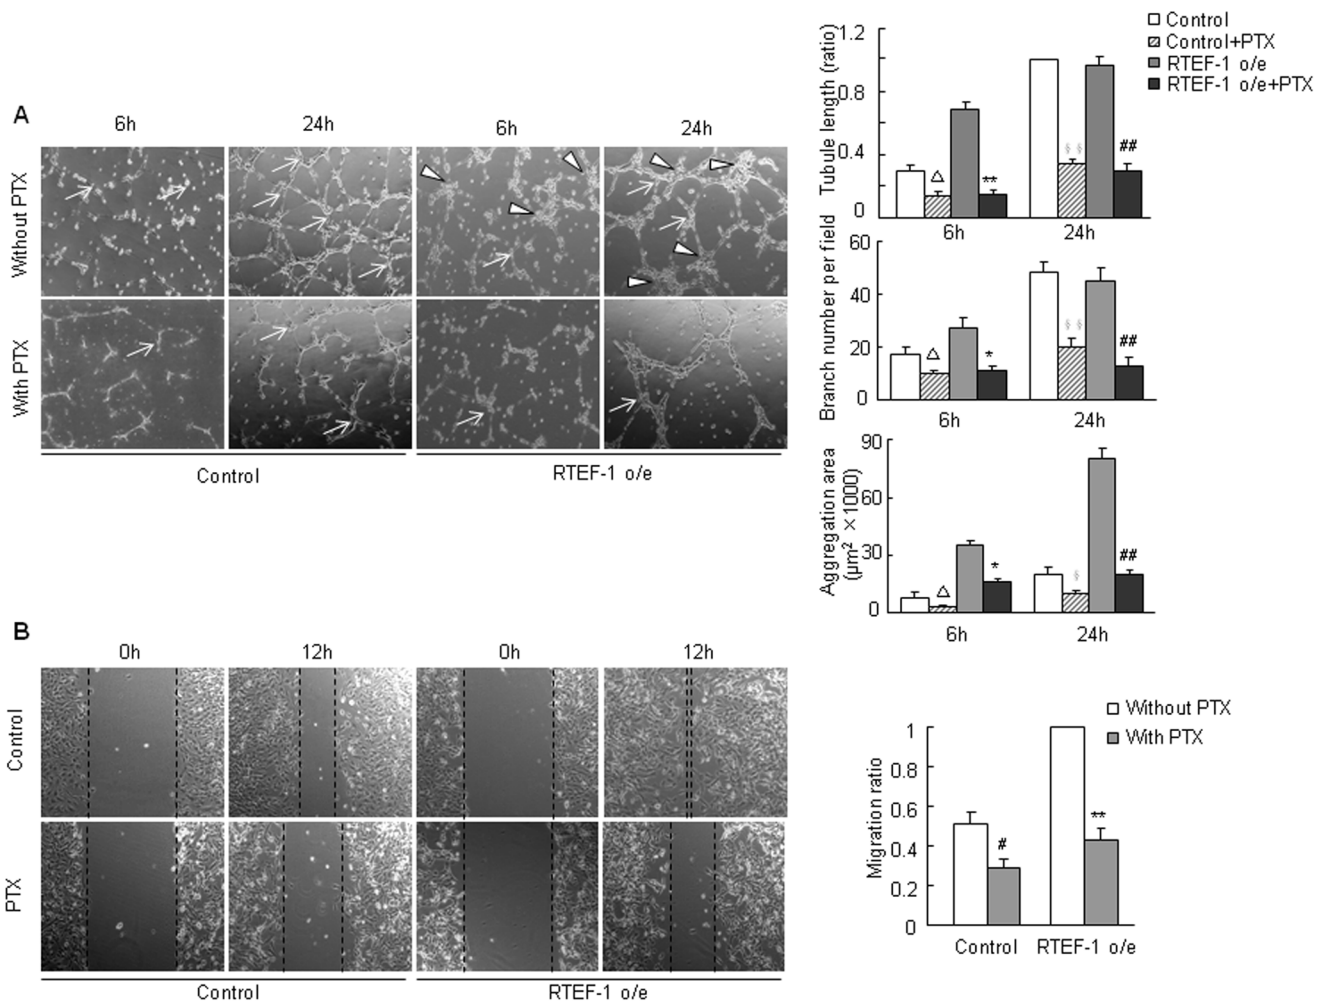 A
6h
24h
6h
24h
Without PTX
With PTX
Control
RTEF-1 o/e
Control
Control+PTX
RTEF-1 o/e
RTEF-1 o/e+PTX
Tubule length (ratio)
1.2
0.8
0.4
0
△
**
§ §
##
6h
24h
Branch number per field
60
40
20
0
△
*
§ §
##
6h
24h
Aggregation area
(μm² ×1000)
90
60
30
0
△
*
§
##
6h
24h
B
0h
12h
0h
12h
Control
PTX
Control
RTEF-1 o/e
Without PTX
With PTX
Migration ratio
1
0.8
0.6
0.4
0.2
0
#
**
Control
RTEF-1 o/e